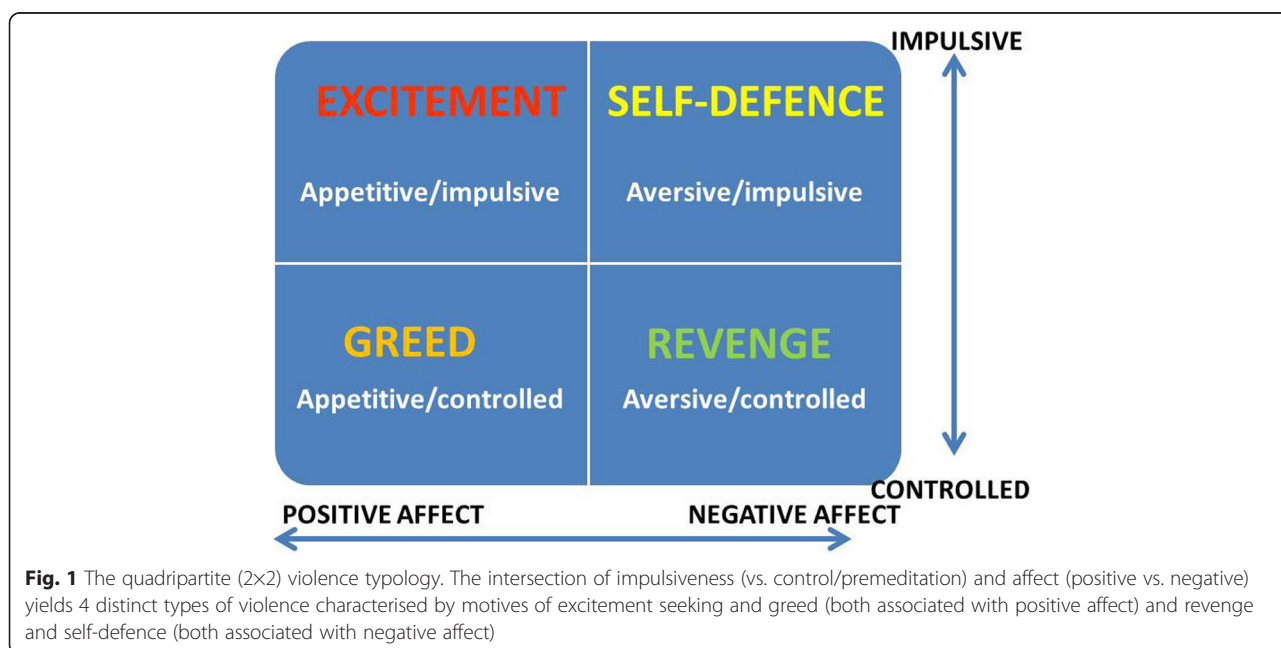 IMPULSIVE
EXCITEMENT
SELF-DEFENCE
Appetitive/impulsive
Aversive/impulsive
GREED
REVENGE
Appetitive/controlled
Aversive/controlled
CONTROLLED
POSITIVE AFFECT
NEGATIVE AFFECT
Fig. 1 The quadripartite (2×2) violence typology. The intersection of impulsiveness (vs. control/premeditation) and affect (positive vs. negative)
yields 4 distinct types of violence characterised by motives of excitement seeking and greed (both associated with positive affect) and revenge
and self-defence (both associated with negative affect)